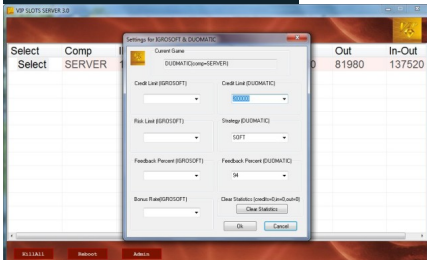 VIP SLOTS SERVER 3.0
Select Comp Out In-Out
Select SERVER 81980 137520
Settings for IGROSOFT & DUOMATIC
Current Game
DUOMATIC(comp=SERVER)
Credit Limit (IGROSOFT) Credit Limit (DUOMATIC)
Risk Limit (IGROSOFT) Strategy (DUOMATIC)
SOFT
Feedback Percent (IGROSOFT) Feedback Percent (DUOMATIC)
94
Bonus Rate(IGROSOFT) Clear Statistics (credits=0,in=0,out=0)
Clear Statistics
Ok Cancel
KillAll Reboot Admin